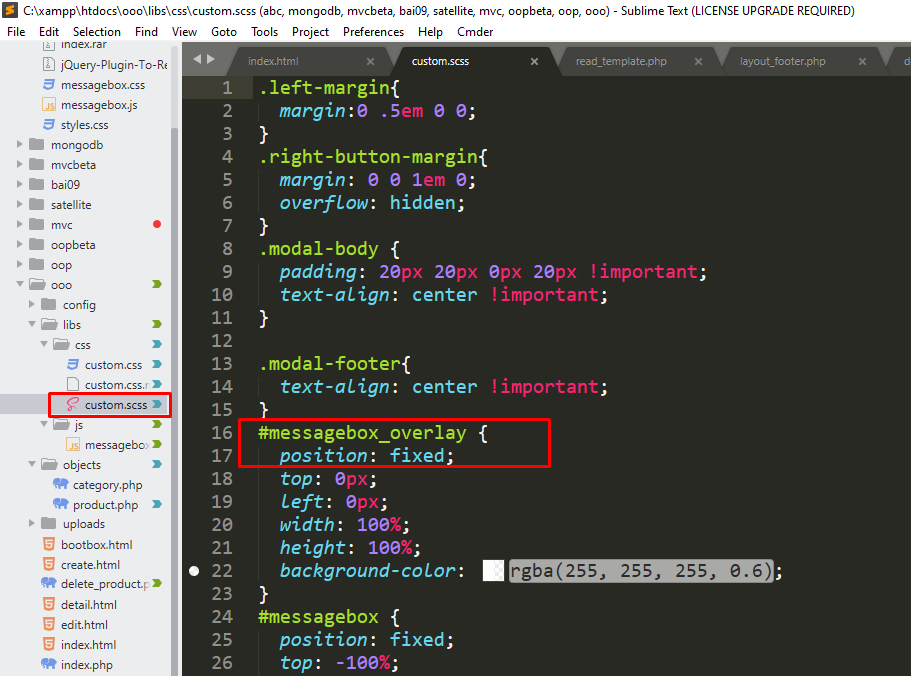 C:\xampp\htdocs\ooo\libs\css\custom.scss (abc, mongodb, mvcbeta, bai09, satellite, mvc, oopbeta, oop, ooo) - Sublime Text (LICENSE UPGRADE REQUIRED)
File Edit Selection Find View Goto Tools Project Preferences Help Cmder
index.rar
jQuery-Plugin-To-Re
messagebox.css
messagebox.js
styles.css
mongodb
mvcbeta
bai09
satellite
mvc
oopbeta
oop
ooo
config
libs
css
custom.css
custom.css.
custom.scss
js
messagebo
objects
category.php
product.php
uploads
bootbox.html
create.html
delete_product.p
detail.html
edit.html
index.html
index.php
index.html custom.scss read_template.php layout_footer.php d
1 .left-margin{
2 margin:0 .5em 0 0;
3 }
4 .right-button-margin{
5 margin: 0 0 1em 0;
6 overflow: hidden;
7 }
8 .modal-body {
9 padding: 20px 20px 0px 20px !important;
10 text-align: center !important;
11 }
12
13 .modal-footer{
14 text-align: center !important;
15 }
16 #messagebox_overlay {
17 position: fixed;
18 top: 0px;
19 left: 0px;
20 width: 100%;
21 height: 100%;
22 background-color: rgba(255, 255, 255, 0.6);
23 }
24 #messagebox {
25 position: fixed;
26 top: -100%;